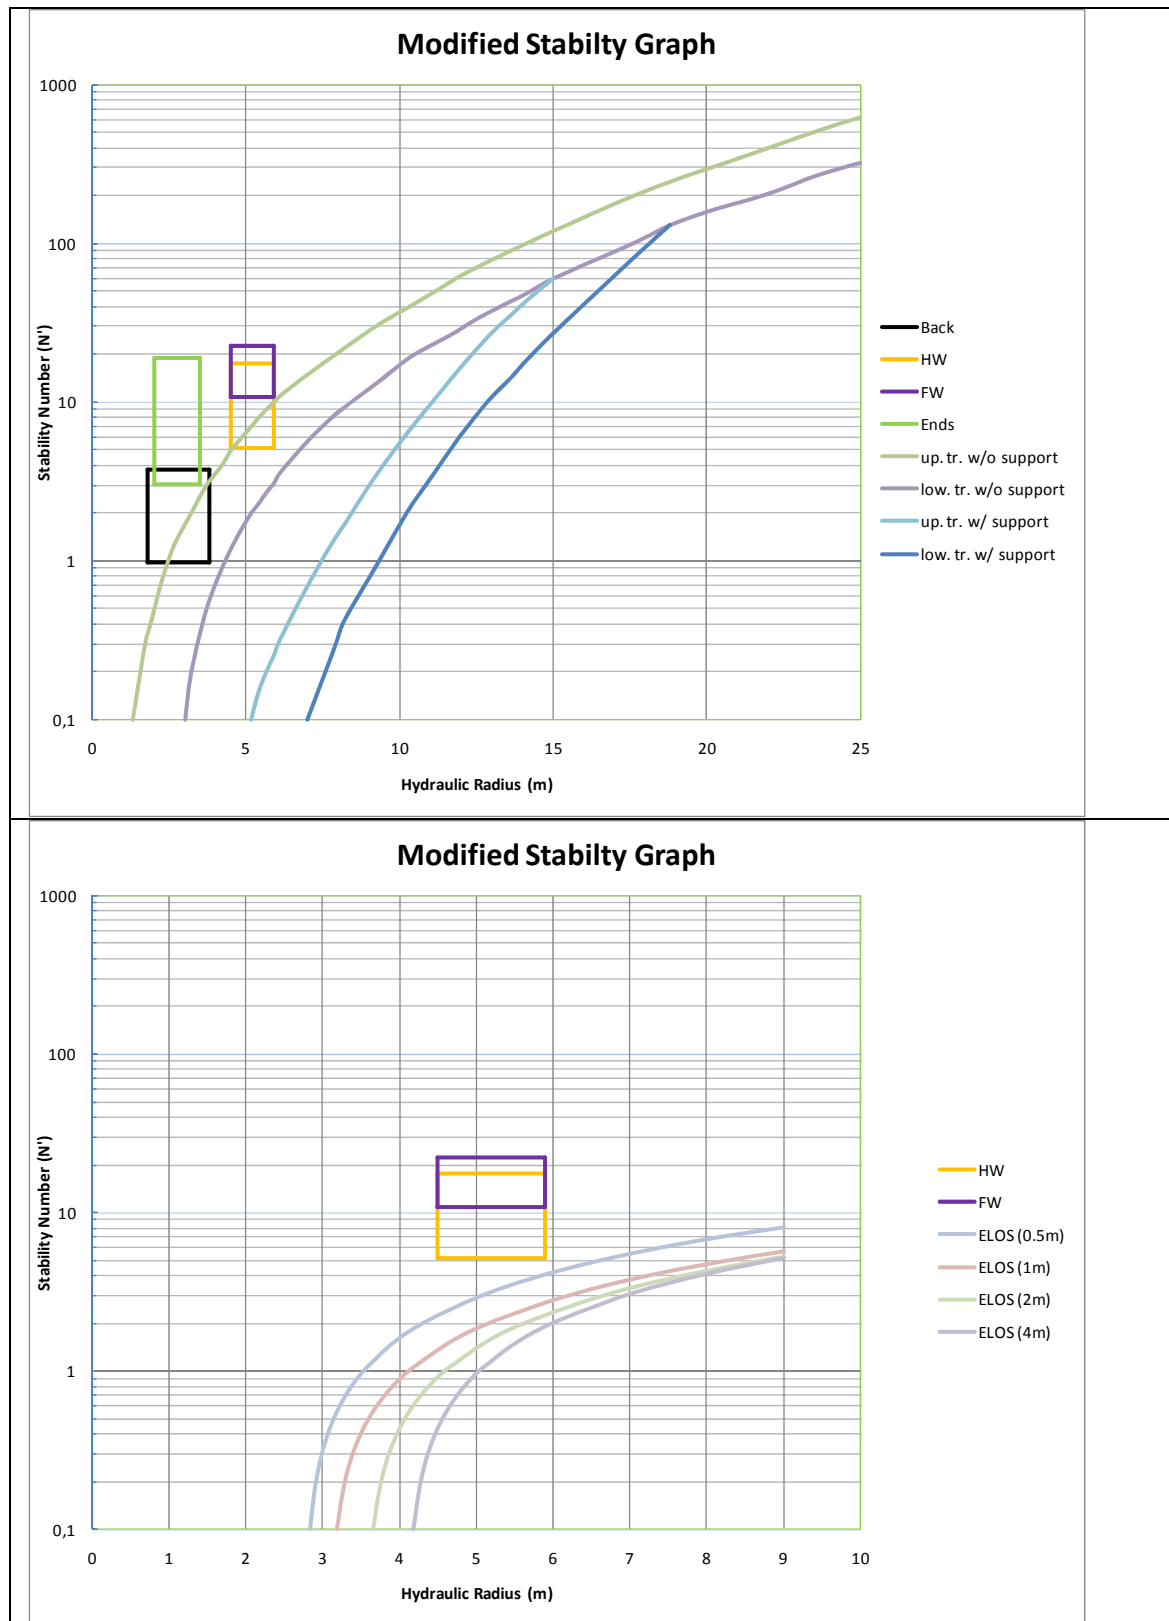 Modified Stabilty Graph
1000
100
10
1
0,1
Stability Number (N')
0 5 10 15 20 25
Hydraulic Radius (m)
Back
HW
FW
Ends
up. tr. w/o support
low. tr. w/o support
up. tr. w/ support
low. tr. w/ support
Modified Stabilty Graph
1000
100
10
1
0,1
Stability Number (N')
0 1 2 3 4 5 6 7 8 9 10
Hydraulic Radius (m)
HW
FW
ELOS (0.5m)
ELOS (1m)
ELOS (2m)
ELOS (4m)